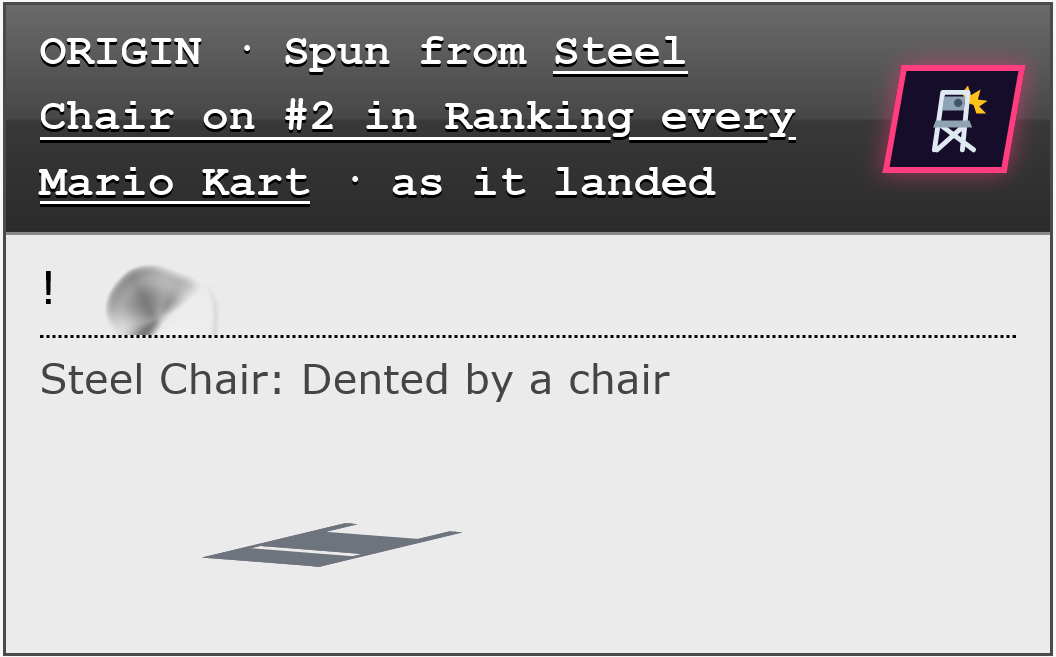 ORIGIN · Spun from Steel
Chair on #2 in Ranking every
Mario Kart · as it landed
!
Steel Chair: Dented by a chair